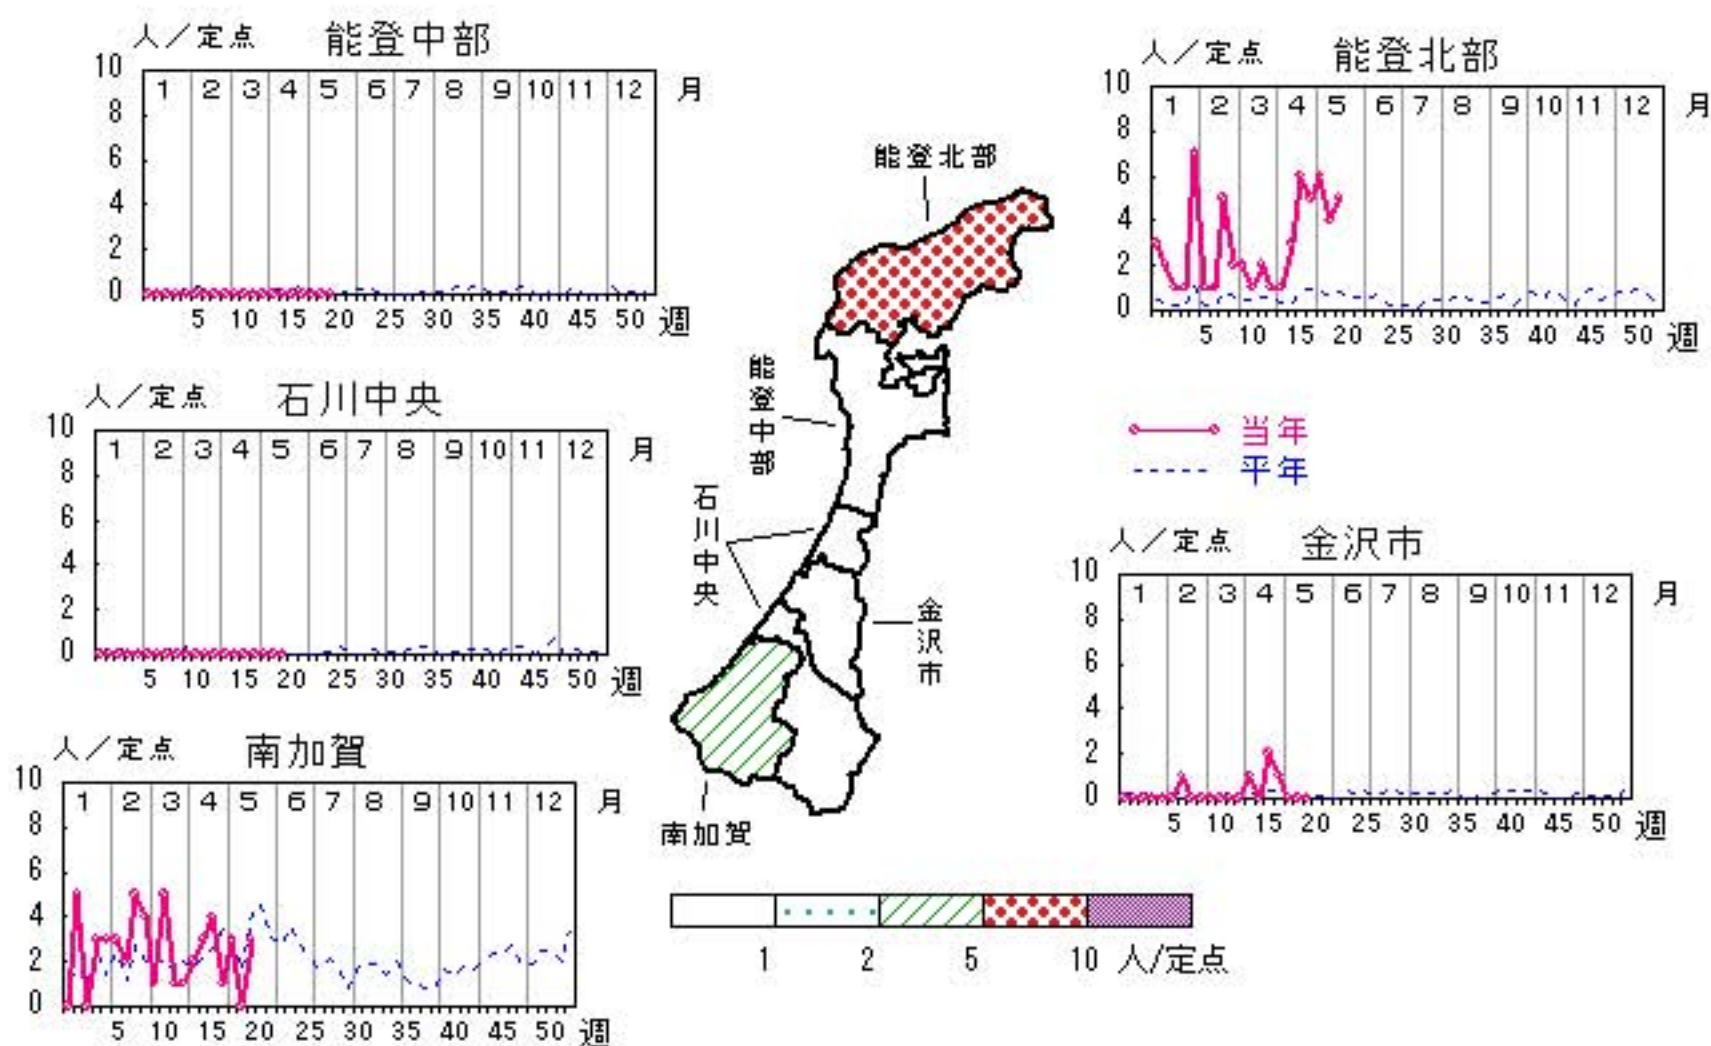 人／定点 能登中部
10 8 6 4 2 0
1 2 3 4 5 6 7 8 9 10 11 12 月
5 10 15 20 25 30 35 40 45 50 週
人／定点 能登北部
10 8 6 4 2 0
1 2 3 4 5 6 7 8 9 10 11 12 月
5 10 15 20 25 30 35 40 45 50 週
人／定点 石川中央
10 8 6 4 2 0
1 2 3 4 5 6 7 8 9 10 11 12 月
5 10 15 20 25 30 35 40 45 50 週
当年
平年
人／定点 金沢市
10 8 6 4 2 0
1 2 3 4 5 6 7 8 9 10 11 12 月
5 10 15 20 25 30 35 40 45 50 週
人／定点 南加賀
10 8 6 4 2 0
1 2 3 4 5 6 7 8 9 10 11 12 月
5 10 15 20 25 30 35 40 45 50 週
能登北部
能登中部
石川中央
金沢市
南加賀
1 2 5 10 人/定点